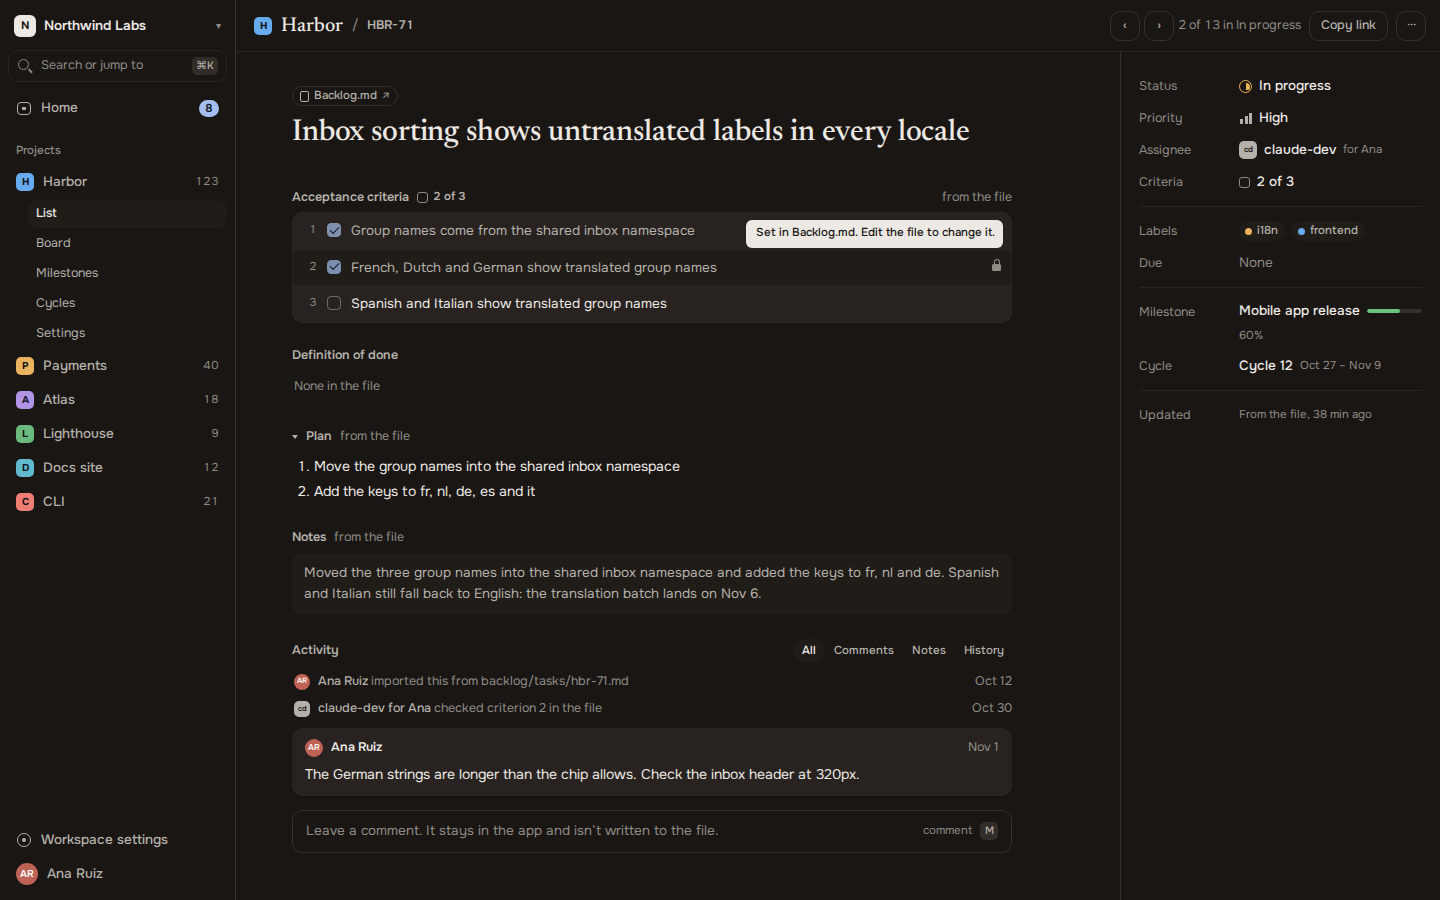 N Northwind Labs
Search or jump to ⌘K
Home 8
Projects
H Harbor 123
List
Board
Milestones
Cycles
Settings
P Payments 40
A Atlas 18
L Lighthouse 9
D Docs site 12
C CLI 21
Workspace settings
AR Ana Ruiz
H Harbor / HBR-71
‹ › 2 of 13 in In progress Copy link ···
Backlog.md ↗
Inbox sorting shows untranslated labels in every locale
Acceptance criteria 2 of 3 from the file
1 Group names come from the shared inbox namespace
Set in Backlog.md. Edit the file to change it.
2 French, Dutch and German show translated group names
3 Spanish and Italian show translated group names
Definition of done
None in the file
Plan from the file
1. Move the group names into the shared inbox namespace
2. Add the keys to fr, nl, de, es and it
Notes from the file
Moved the three group names into the shared inbox namespace and added the keys to fr, nl and de. Spanish
and Italian still fall back to English: the translation batch lands on Nov 6.
Activity All Comments Notes History
AR Ana Ruiz imported this from backlog/tasks/hbr-71.md Oct 12
cd claude-dev for Ana checked criterion 2 in the file Oct 30
AR Ana Ruiz Nov 1
The German strings are longer than the chip allows. Check the inbox header at 320px.
Leave a comment. It stays in the app and isn't written to the file. comment M
Status In progress
Priority High
Assignee cd claude-dev for Ana
Criteria 2 of 3
Labels i18n frontend
Due None
Milestone Mobile app release
60%
Cycle Cycle 12 Oct 27 – Nov 9
Updated From the file, 38 min ago